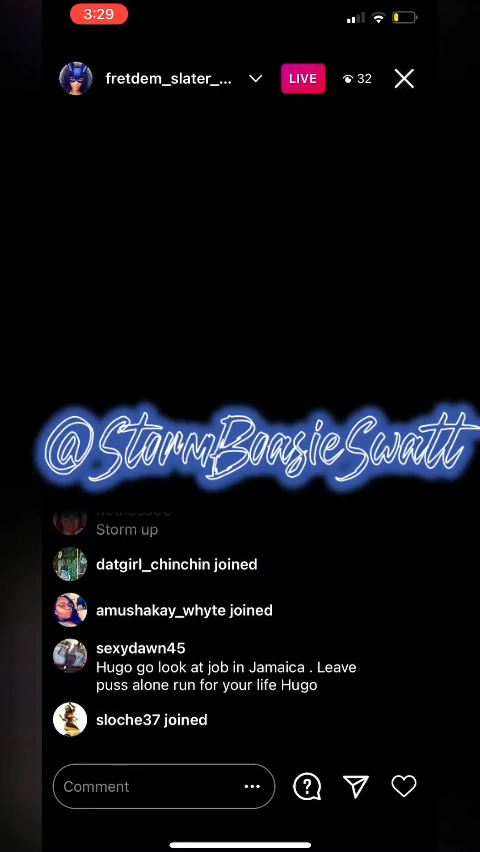 3:29
fretdem_slater_...
LIVE
32
@StormBoasieSwatt
Storm up
datgirl_chinchin joined
amushakay_whyte joined
sexydawn45
Hugo go look at job in Jamaica . Leave
puss alone run for your life Hugo
sloche37 joined
Comment